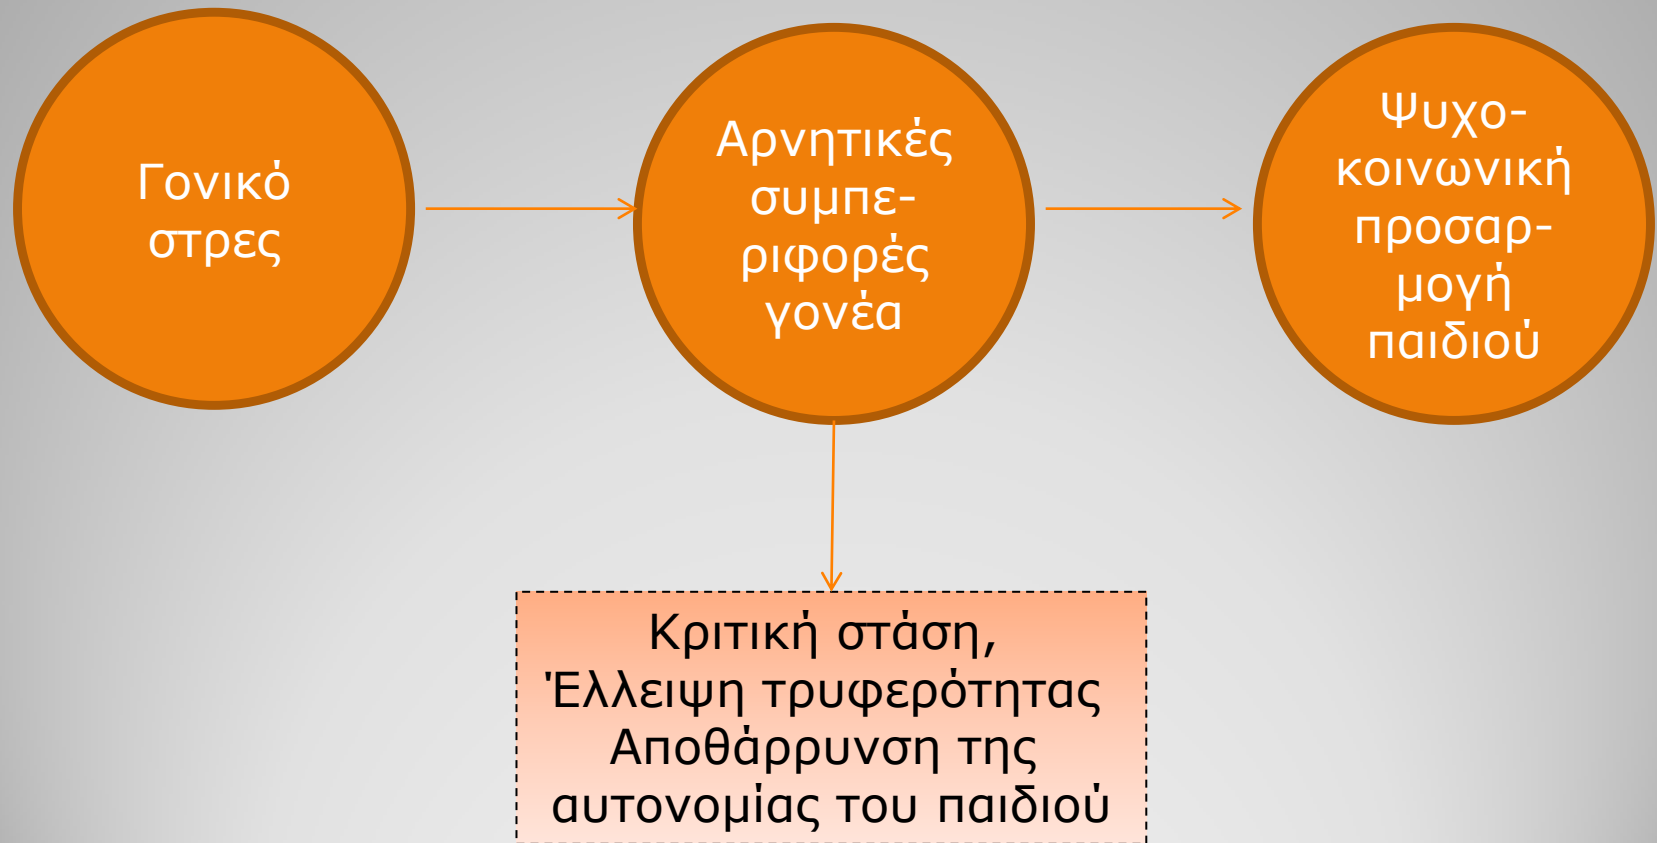 Γονικό
στρες
Αρνητικές
συμπε-
ριφορές
γονέα
Ψυχο-
κοινωνική
προσαρ-
μογή
παιδιού
Κριτική στάση,
Έλλειψη τρυφερότητας
Αποθάρρυνση της
αυτονομίας του παιδιού